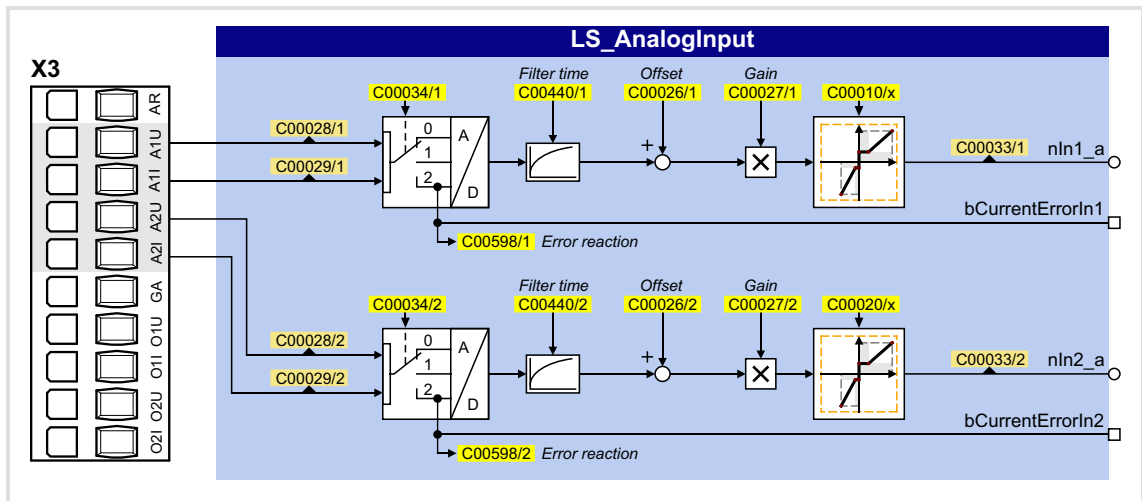 LS_AnalogInput
X3
AR
A1U
A1I
A2U
A2I
GA
O1U
O1I
O2U
O2I
Filter time
Offset
Gain
C00034/1
C00440/1
C00026/1
C00027/1
C00010/x
C00028/1
C00029/1
0
1
2
A
D
+
C00033/1
nIn1_a
bCurrentErrorIn1
C00598/1 Error reaction
Filter time
Offset
Gain
C00034/2
C00440/2
C00026/2
C00027/2
C00020/x
C00028/2
C00029/2
0
1
2
A
D
+
C00033/2
nIn2_a
bCurrentErrorIn2
C00598/2 Error reaction